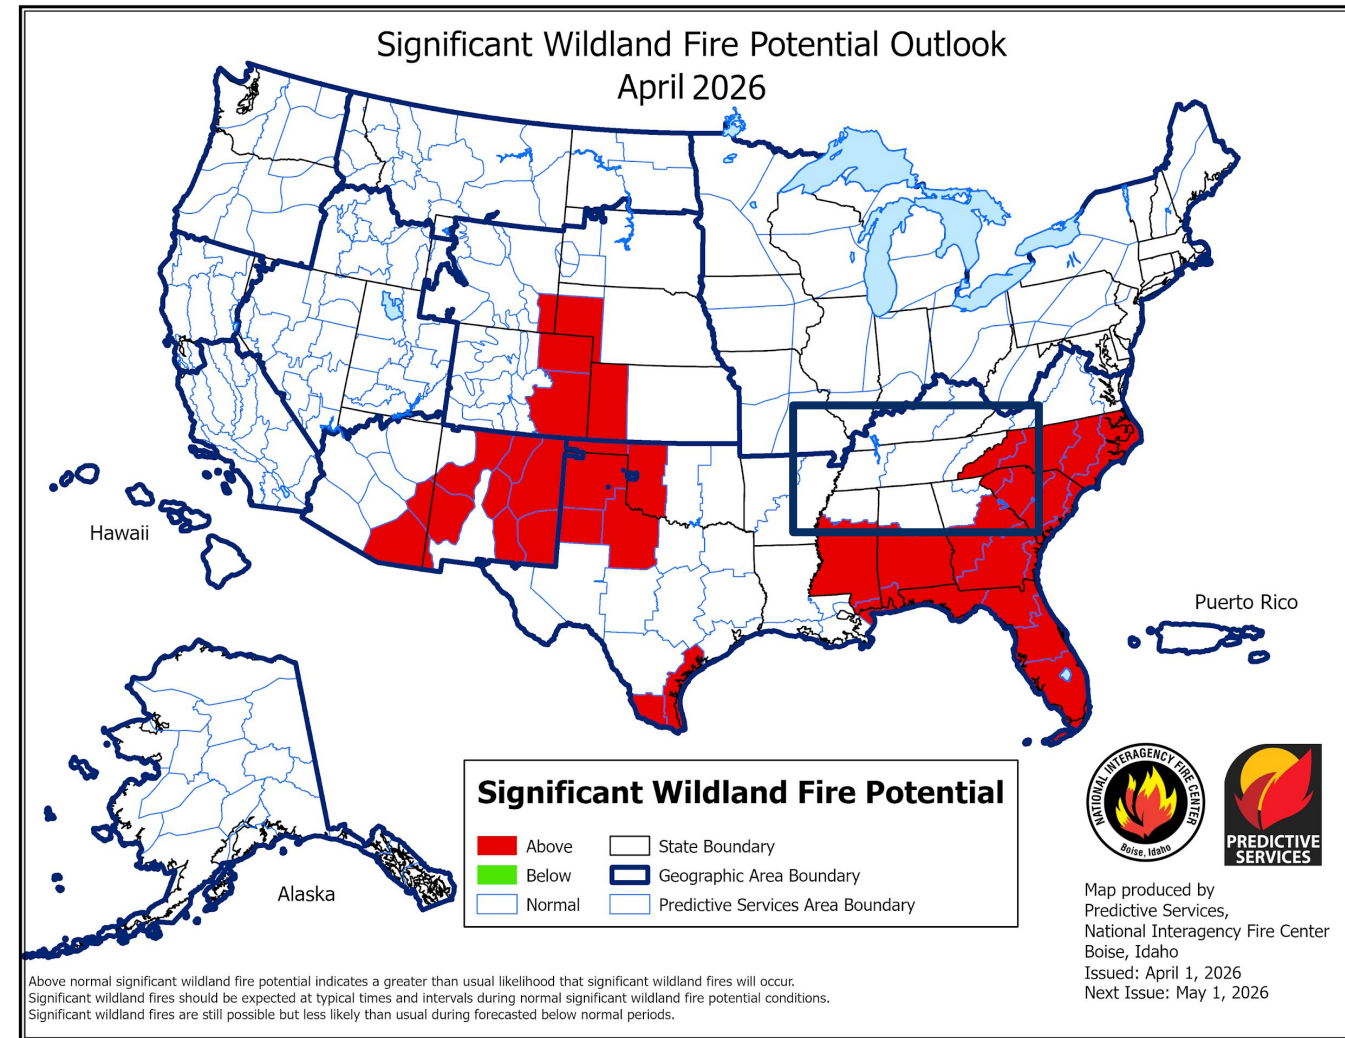 Significant Wildland Fire Potential Outlook
April 2026
Hawaii
Puerto Rico
Alaska
Significant Wildland Fire Potential
Above
Below
Normal
State Boundary
Geographic Area Boundary
Predictive Services Area Boundary
NATIONAL INTERAGENCY FIRE CENTER
Boise, Idaho
PREDICTIVE
SERVICES
Map produced by
Predictive Services,
National Interagency Fire Center
Boise, Idaho
Issued: April 1, 2026
Next Issue: May 1, 2026
Above normal significant wildland fire potential indicates a greater than usual likelihood that significant wildland fires will occur.
Significant wildland fires should be expected at typical times and intervals during normal significant wildland fire potential conditions.
Significant wildland fires are still possible but less likely than usual during forecasted below normal periods.